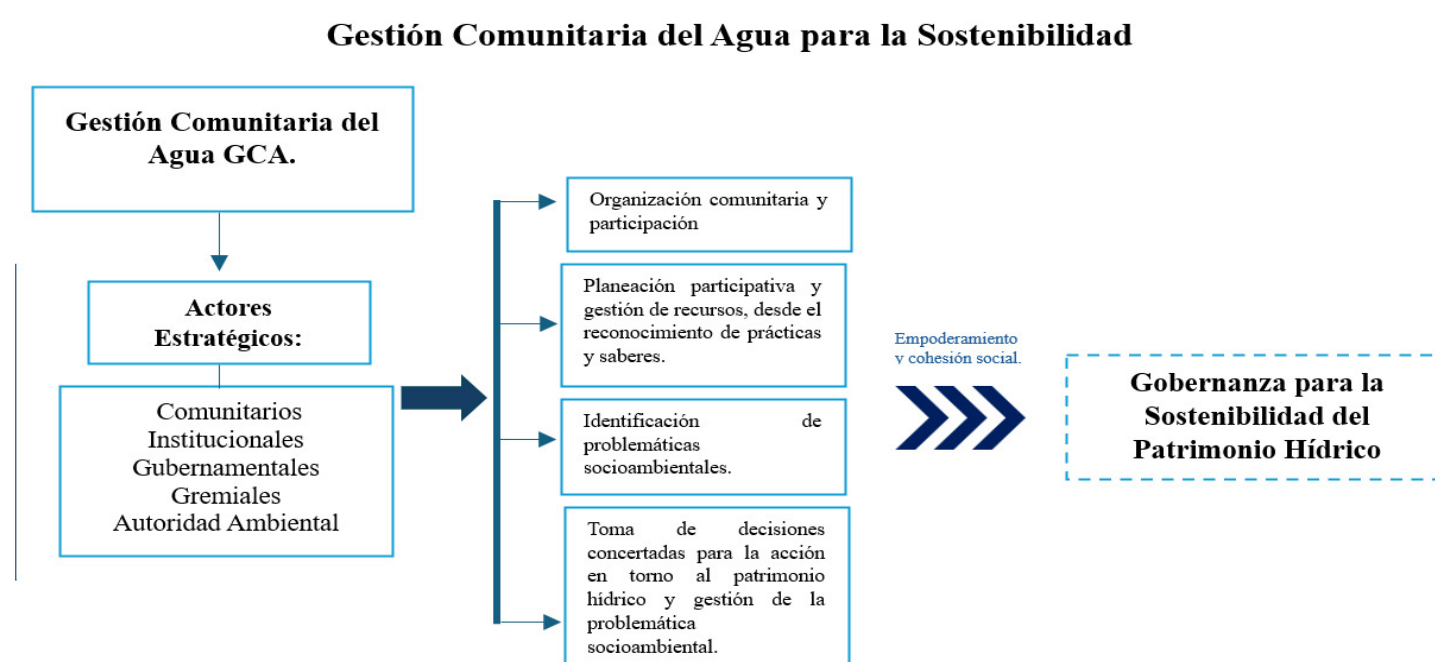 Gestión Comunitaria del Agua para la Sostenibilidad
Gestión Comunitaria del
Agua GCA.
Actores
Estratégicos:
Comunitarios
Institucionales
Gubernamentales
Gremiales
Autoridad Ambiental
Organización comunitaria y
participación
Planeación participativa y
gestión de recursos, desde el
reconocimiento de prácticas
y saberes.
Identificación de
problemáticas
socioambientales.
Toma de decisiones
concertadas para la acción
en torno al patrimonio
hídrico y gestión de la
problemática
socioambiental.
Empoderamiento
y cohesión social.
Gobernanza para la
Sostenibilidad del
Patrimonio Hídrico